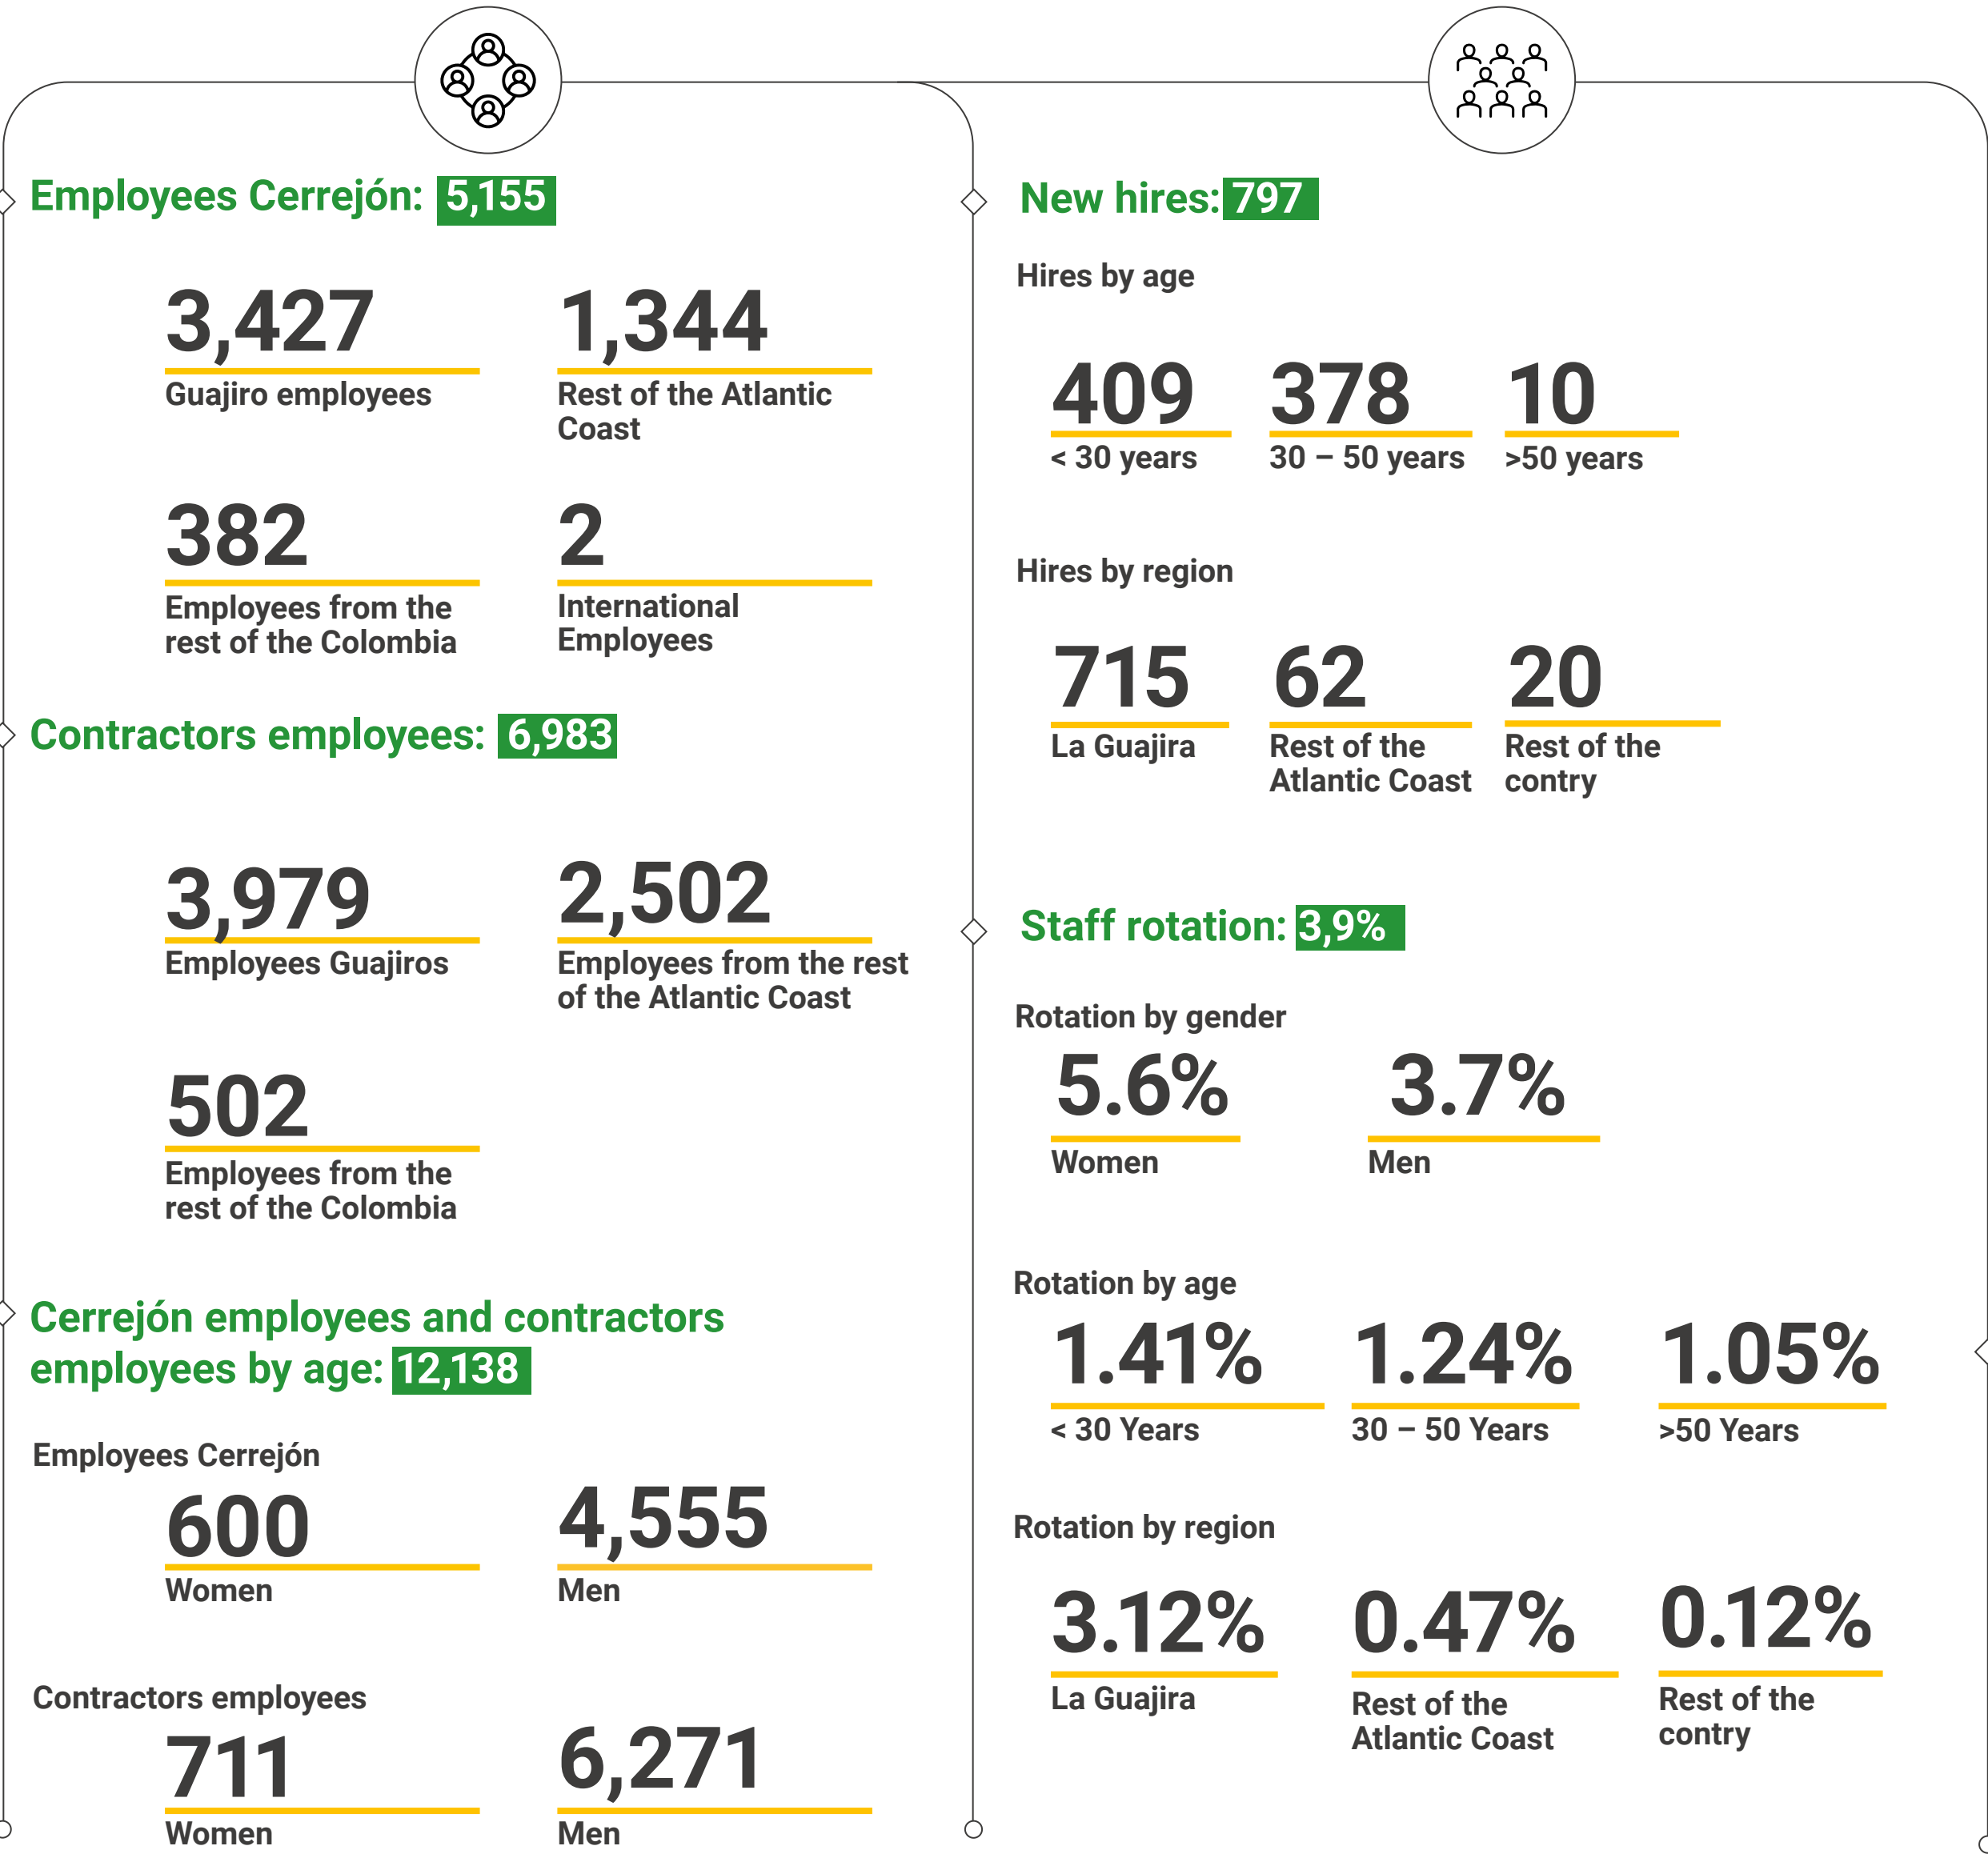 Employees Cerrejón: 5,155
3,427
Guajiro employees
1,344
Rest of the Atlantic
Coast
382
Employees from the
rest of the Colombia
2
International
Employees
Contractors employees: 6,983
3,979
Employees Guajiros
2,502
Employees from the rest
of the Atlantic Coast
502
Employees from the
rest of the Colombia
Cerrejón employees and contractors
employees by age: 12,138
Employees Cerrejón
600
Women
4,555
Men
Contractors employees
711
Women
6,271
Men
New hires: 797
Hires by age
409
< 30 years
378
30 – 50 years
10
>50 years
Hires by region
715
La Guajira
62
Rest of the
Atlantic Coast
20
Rest of the
contry
Staff rotation: 3,9%
Rotation by gender
5.6%
Women
3.7%
Men
Rotation by age
1.41%
< 30 Years
1.24%
30 – 50 Years
1.05%
>50 Years
Rotation by region
3.12%
La Guajira
0.47%
Rest of the
Atlantic Coast
0.12%
Rest of the
contry